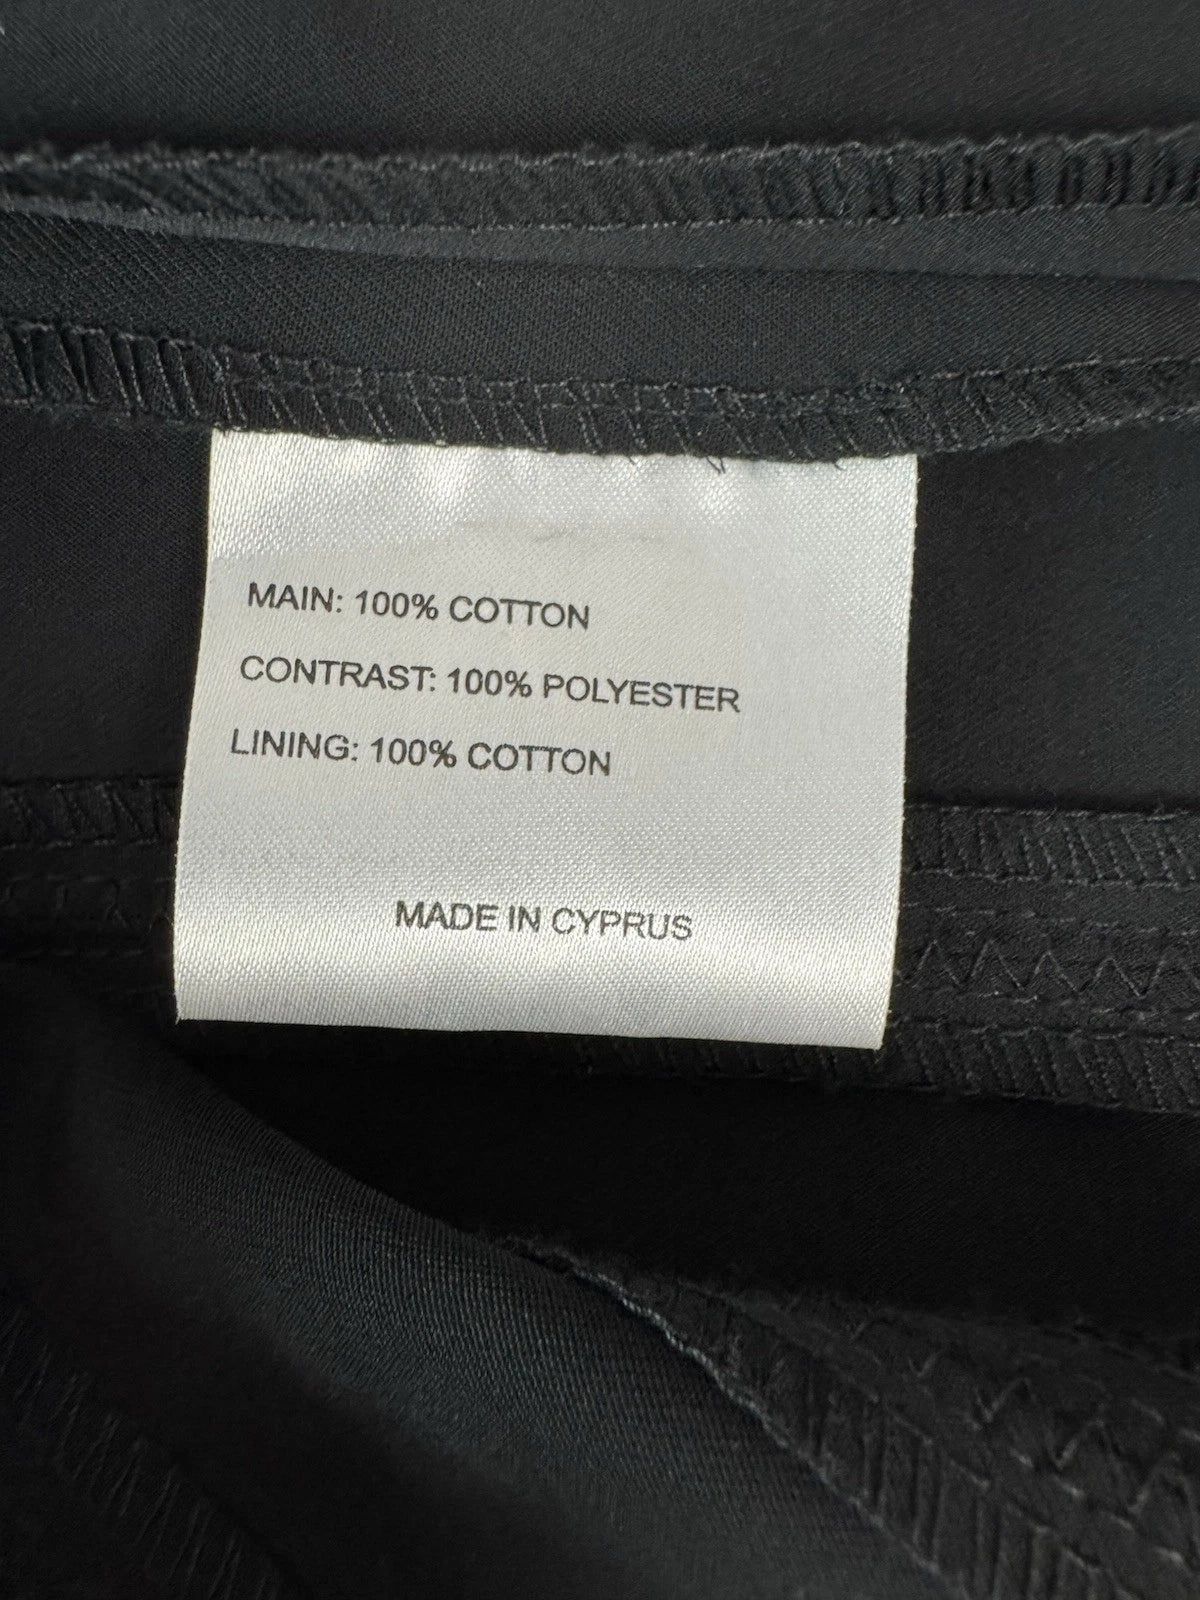 MAIN: 100% COTTON
CONTRAST: 100% POLYESTER
LINING: 100% COTTON
MADE IN CYPRUS